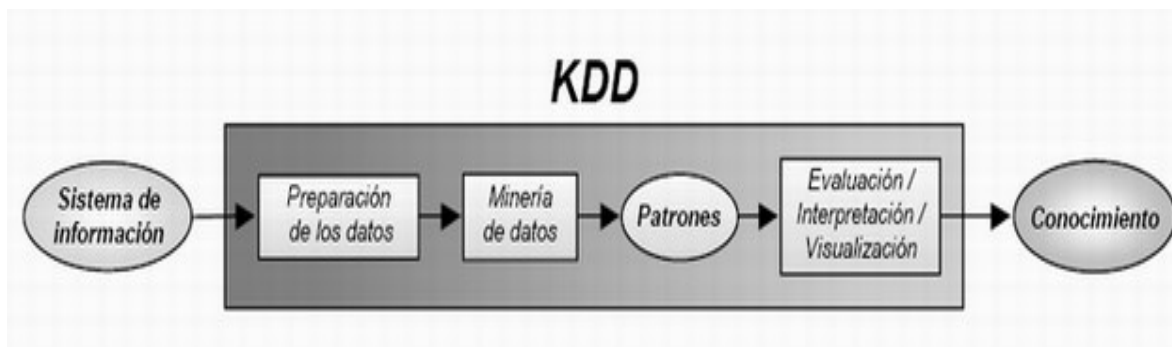 KDD
Sistema de
información
Preparación
de los datos
Minería
de datos
Patrones
Evaluación /
Interpretación /
Visualización
Conocimiento